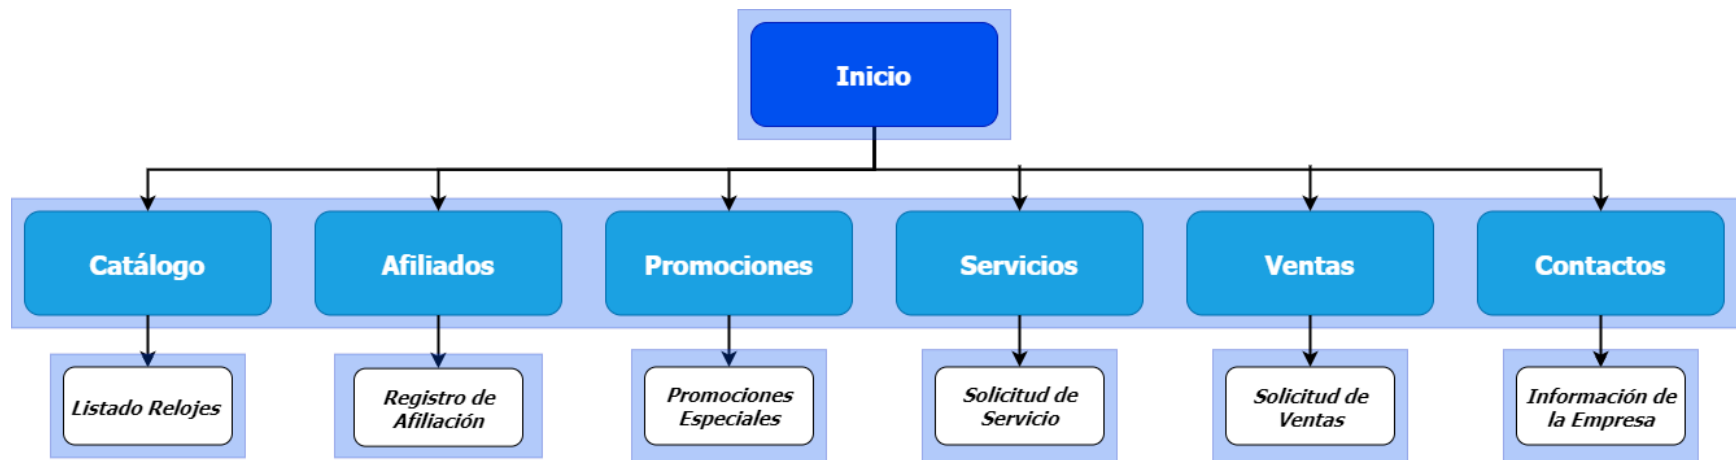 Inicio
Catálogo
Afiliados
Promociones
Servicios
Ventas
Contactos
Listado Relojes
Registro de
Afiliación
Promociones
Especiales
Solicitud de
Servicio
Solicitud de
Ventas
Información de
la Empresa